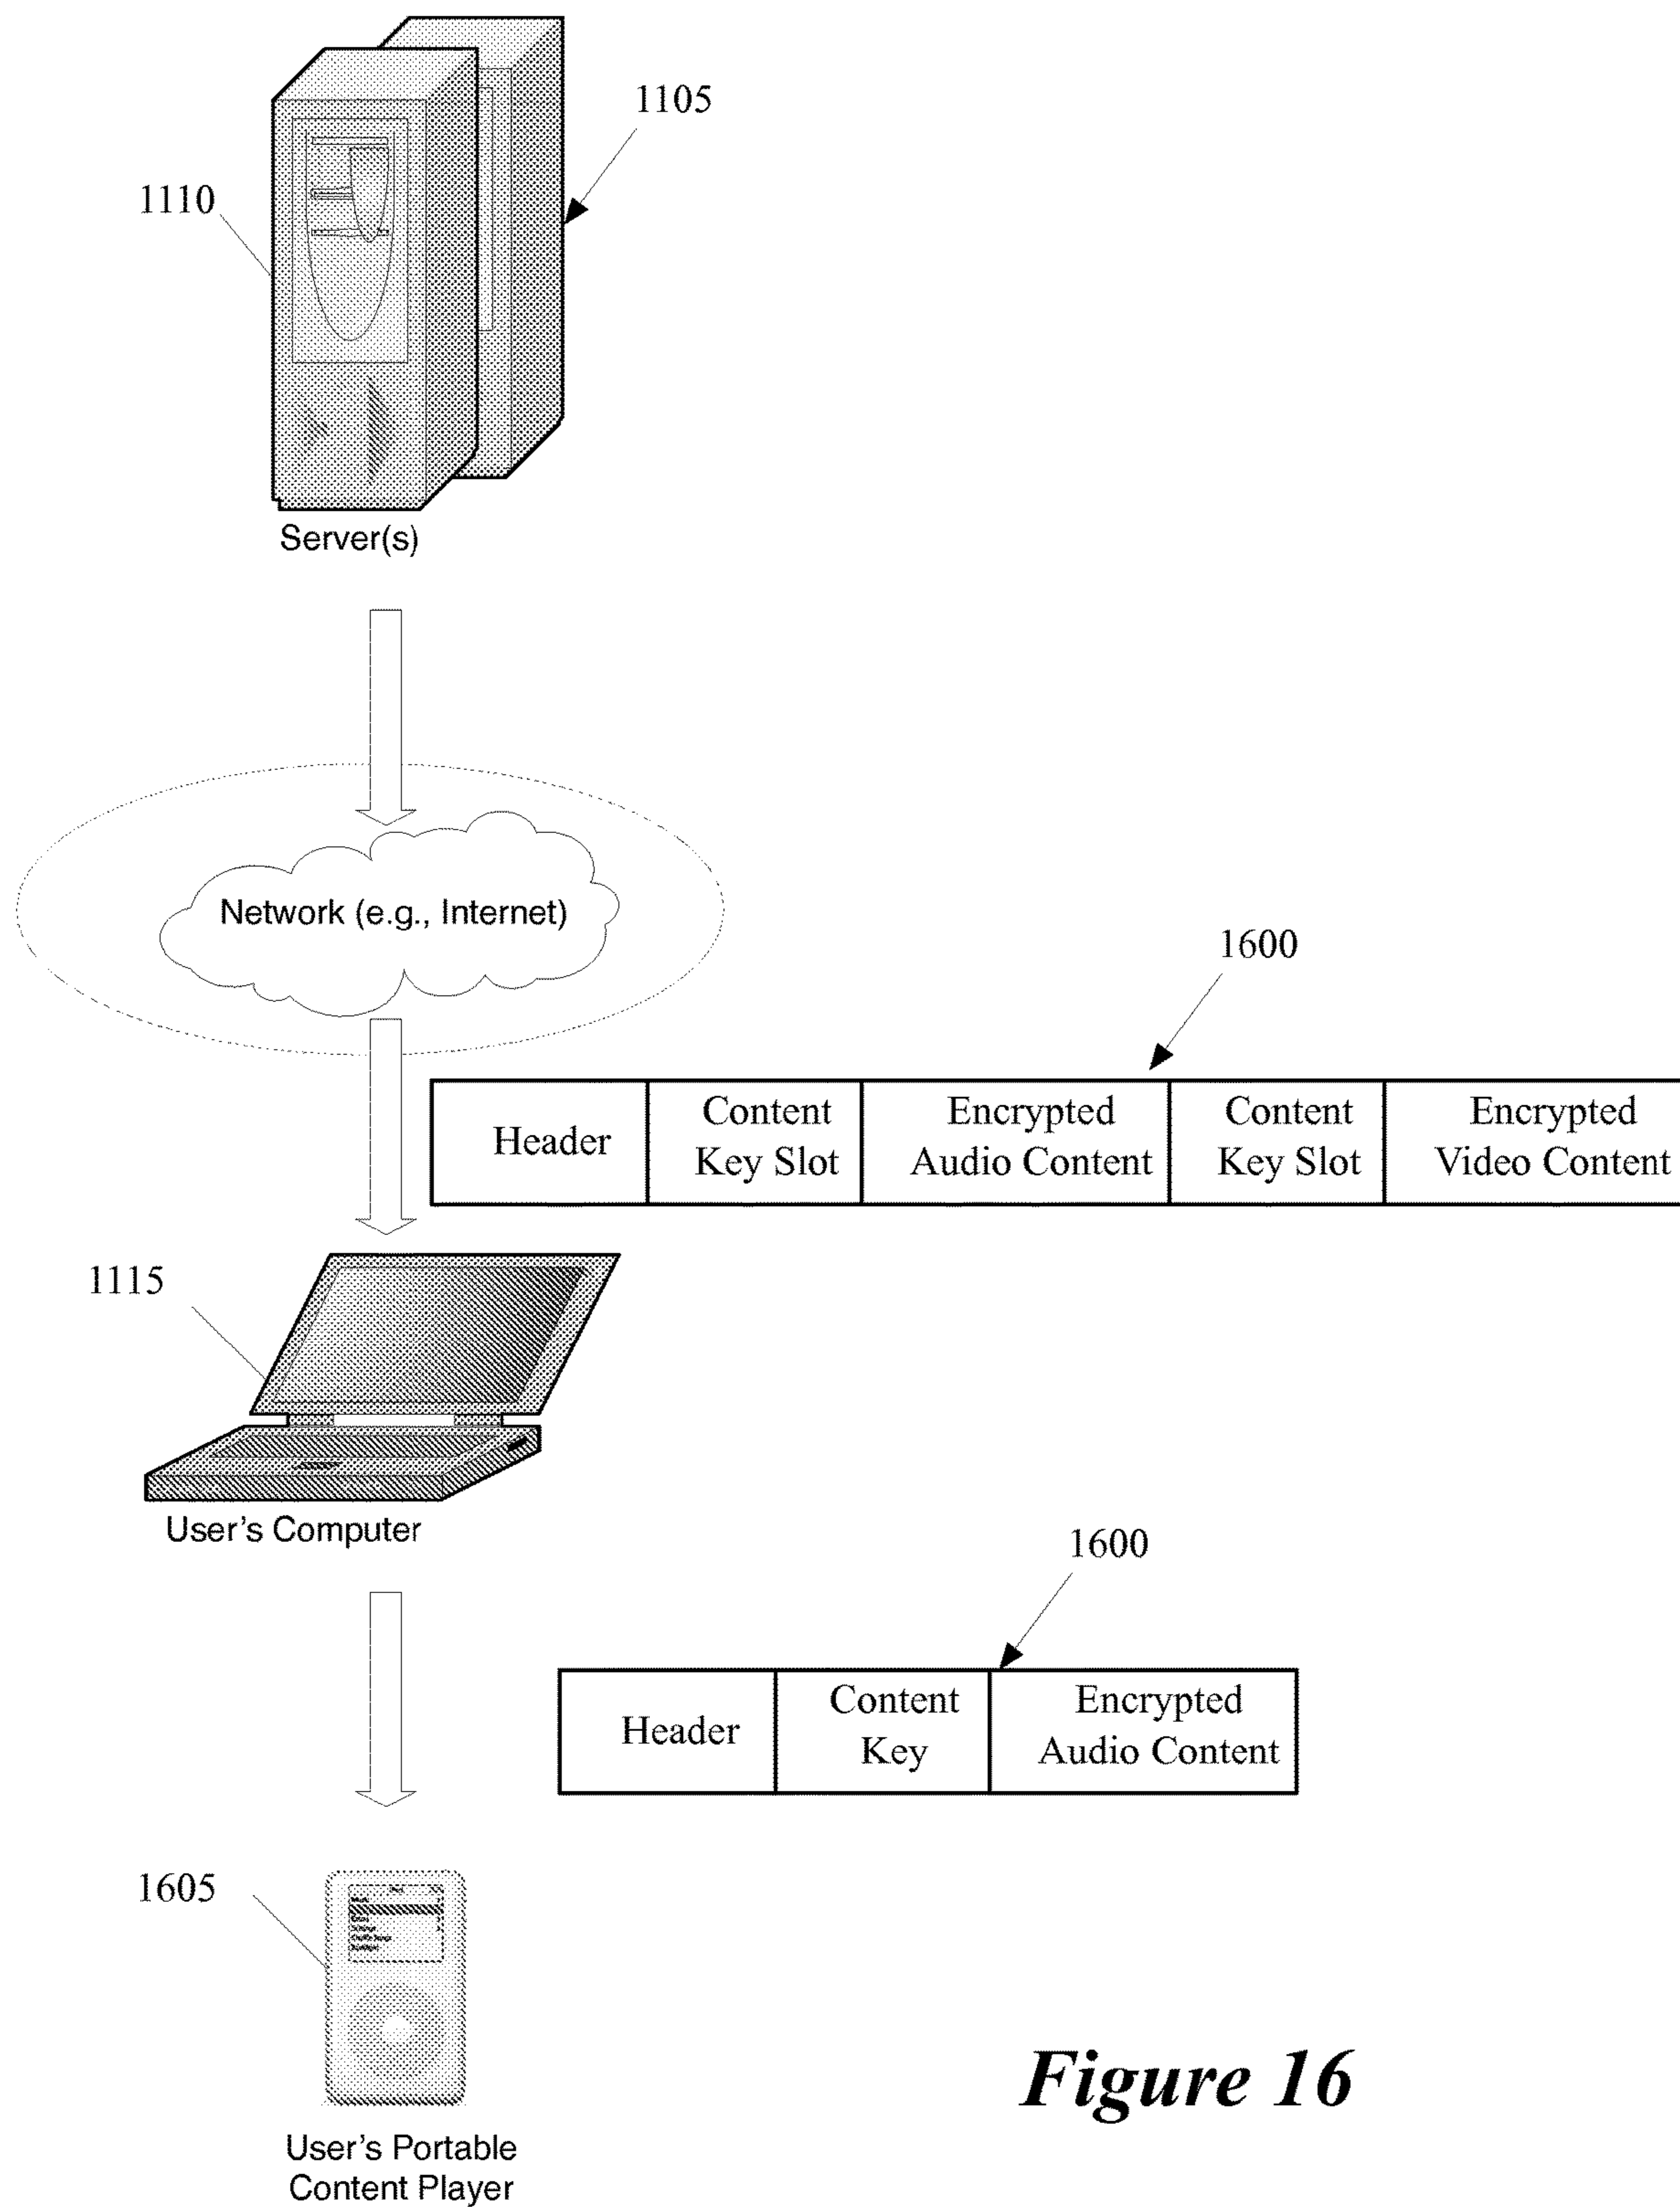 1105
1110
Server(s)
Network (e.g., Internet)
1600
Header
Content
Key Slot
Encrypted
Audio Content
Content
Key Slot
Encrypted
Video Content
1115
User's Computer
1600
Header
Content
Key
Encrypted
Audio Content
1605
User's Portable
Content Player
Figure 16